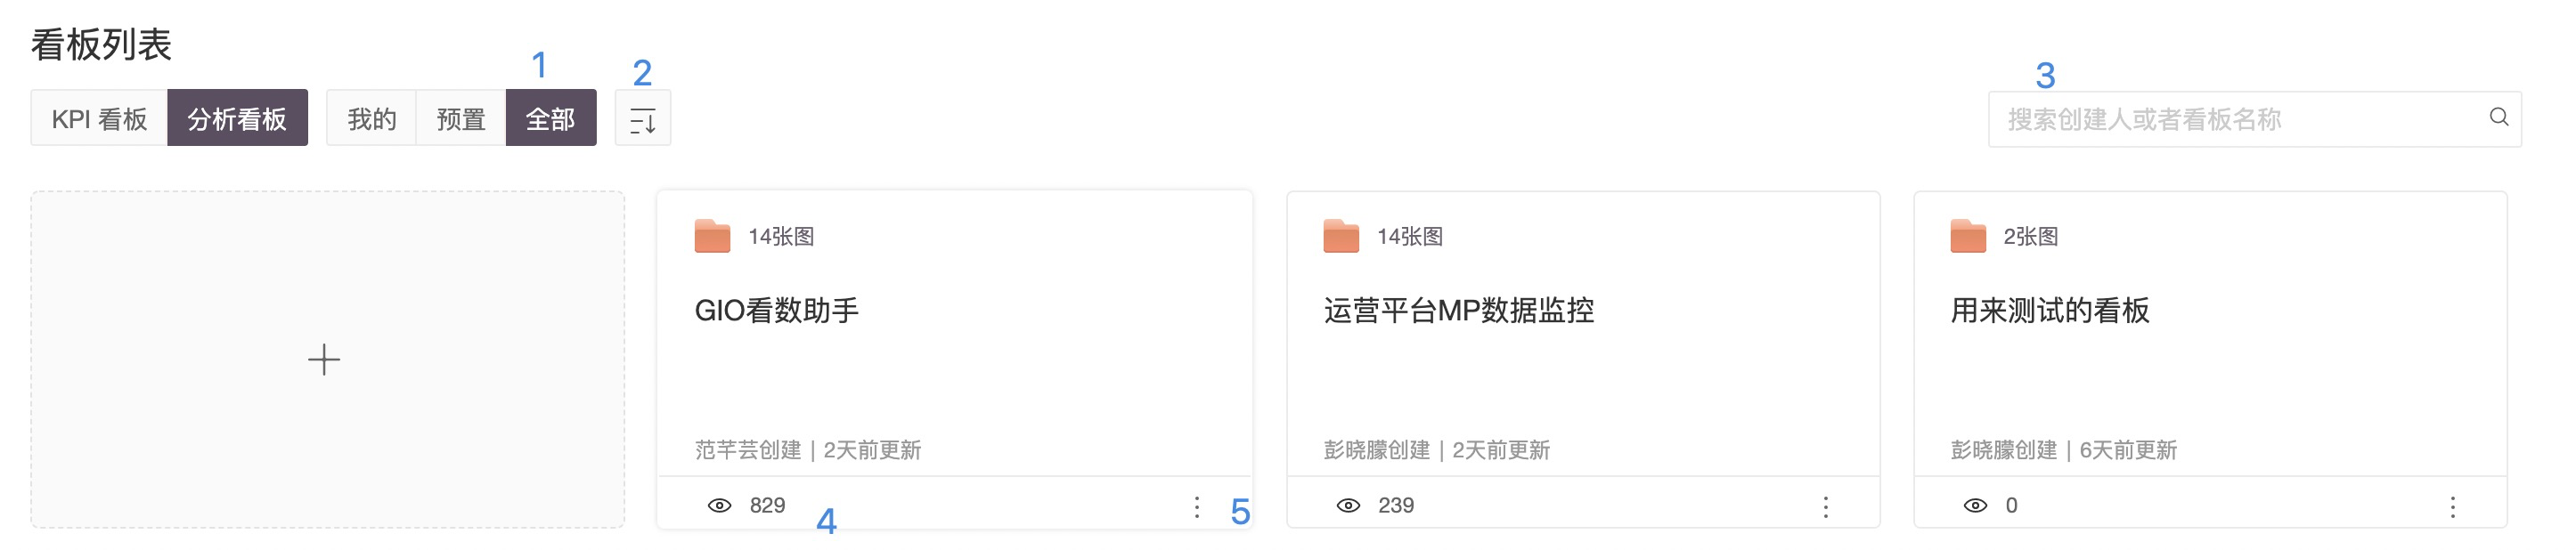 看板列表
1
2
3
KPI 看板
分析看板
我的
预置
全部
搜索创建人或者看板名称
14张图
GIO看数助手
范芊芸创建 | 2天前更新
829
4
5
14张图
运营平台MP数据监控
彭晓朦创建 | 2天前更新
239
2张图
用来测试的看板
彭晓朦创建 | 6天前更新
0